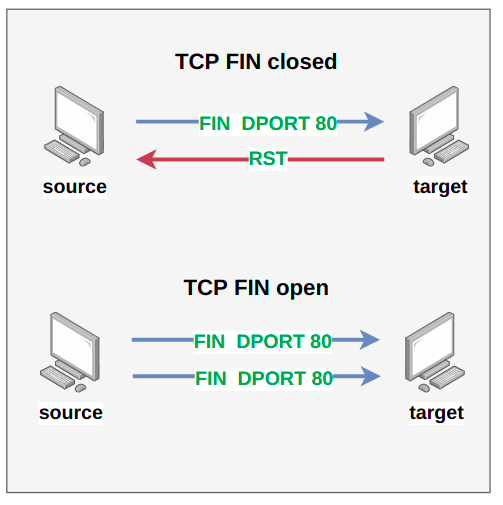 TCP FIN closed
FIN DPORT 80
RST
source target
TCP FIN open
FIN DPORT 80
FIN DPORT 80
source target